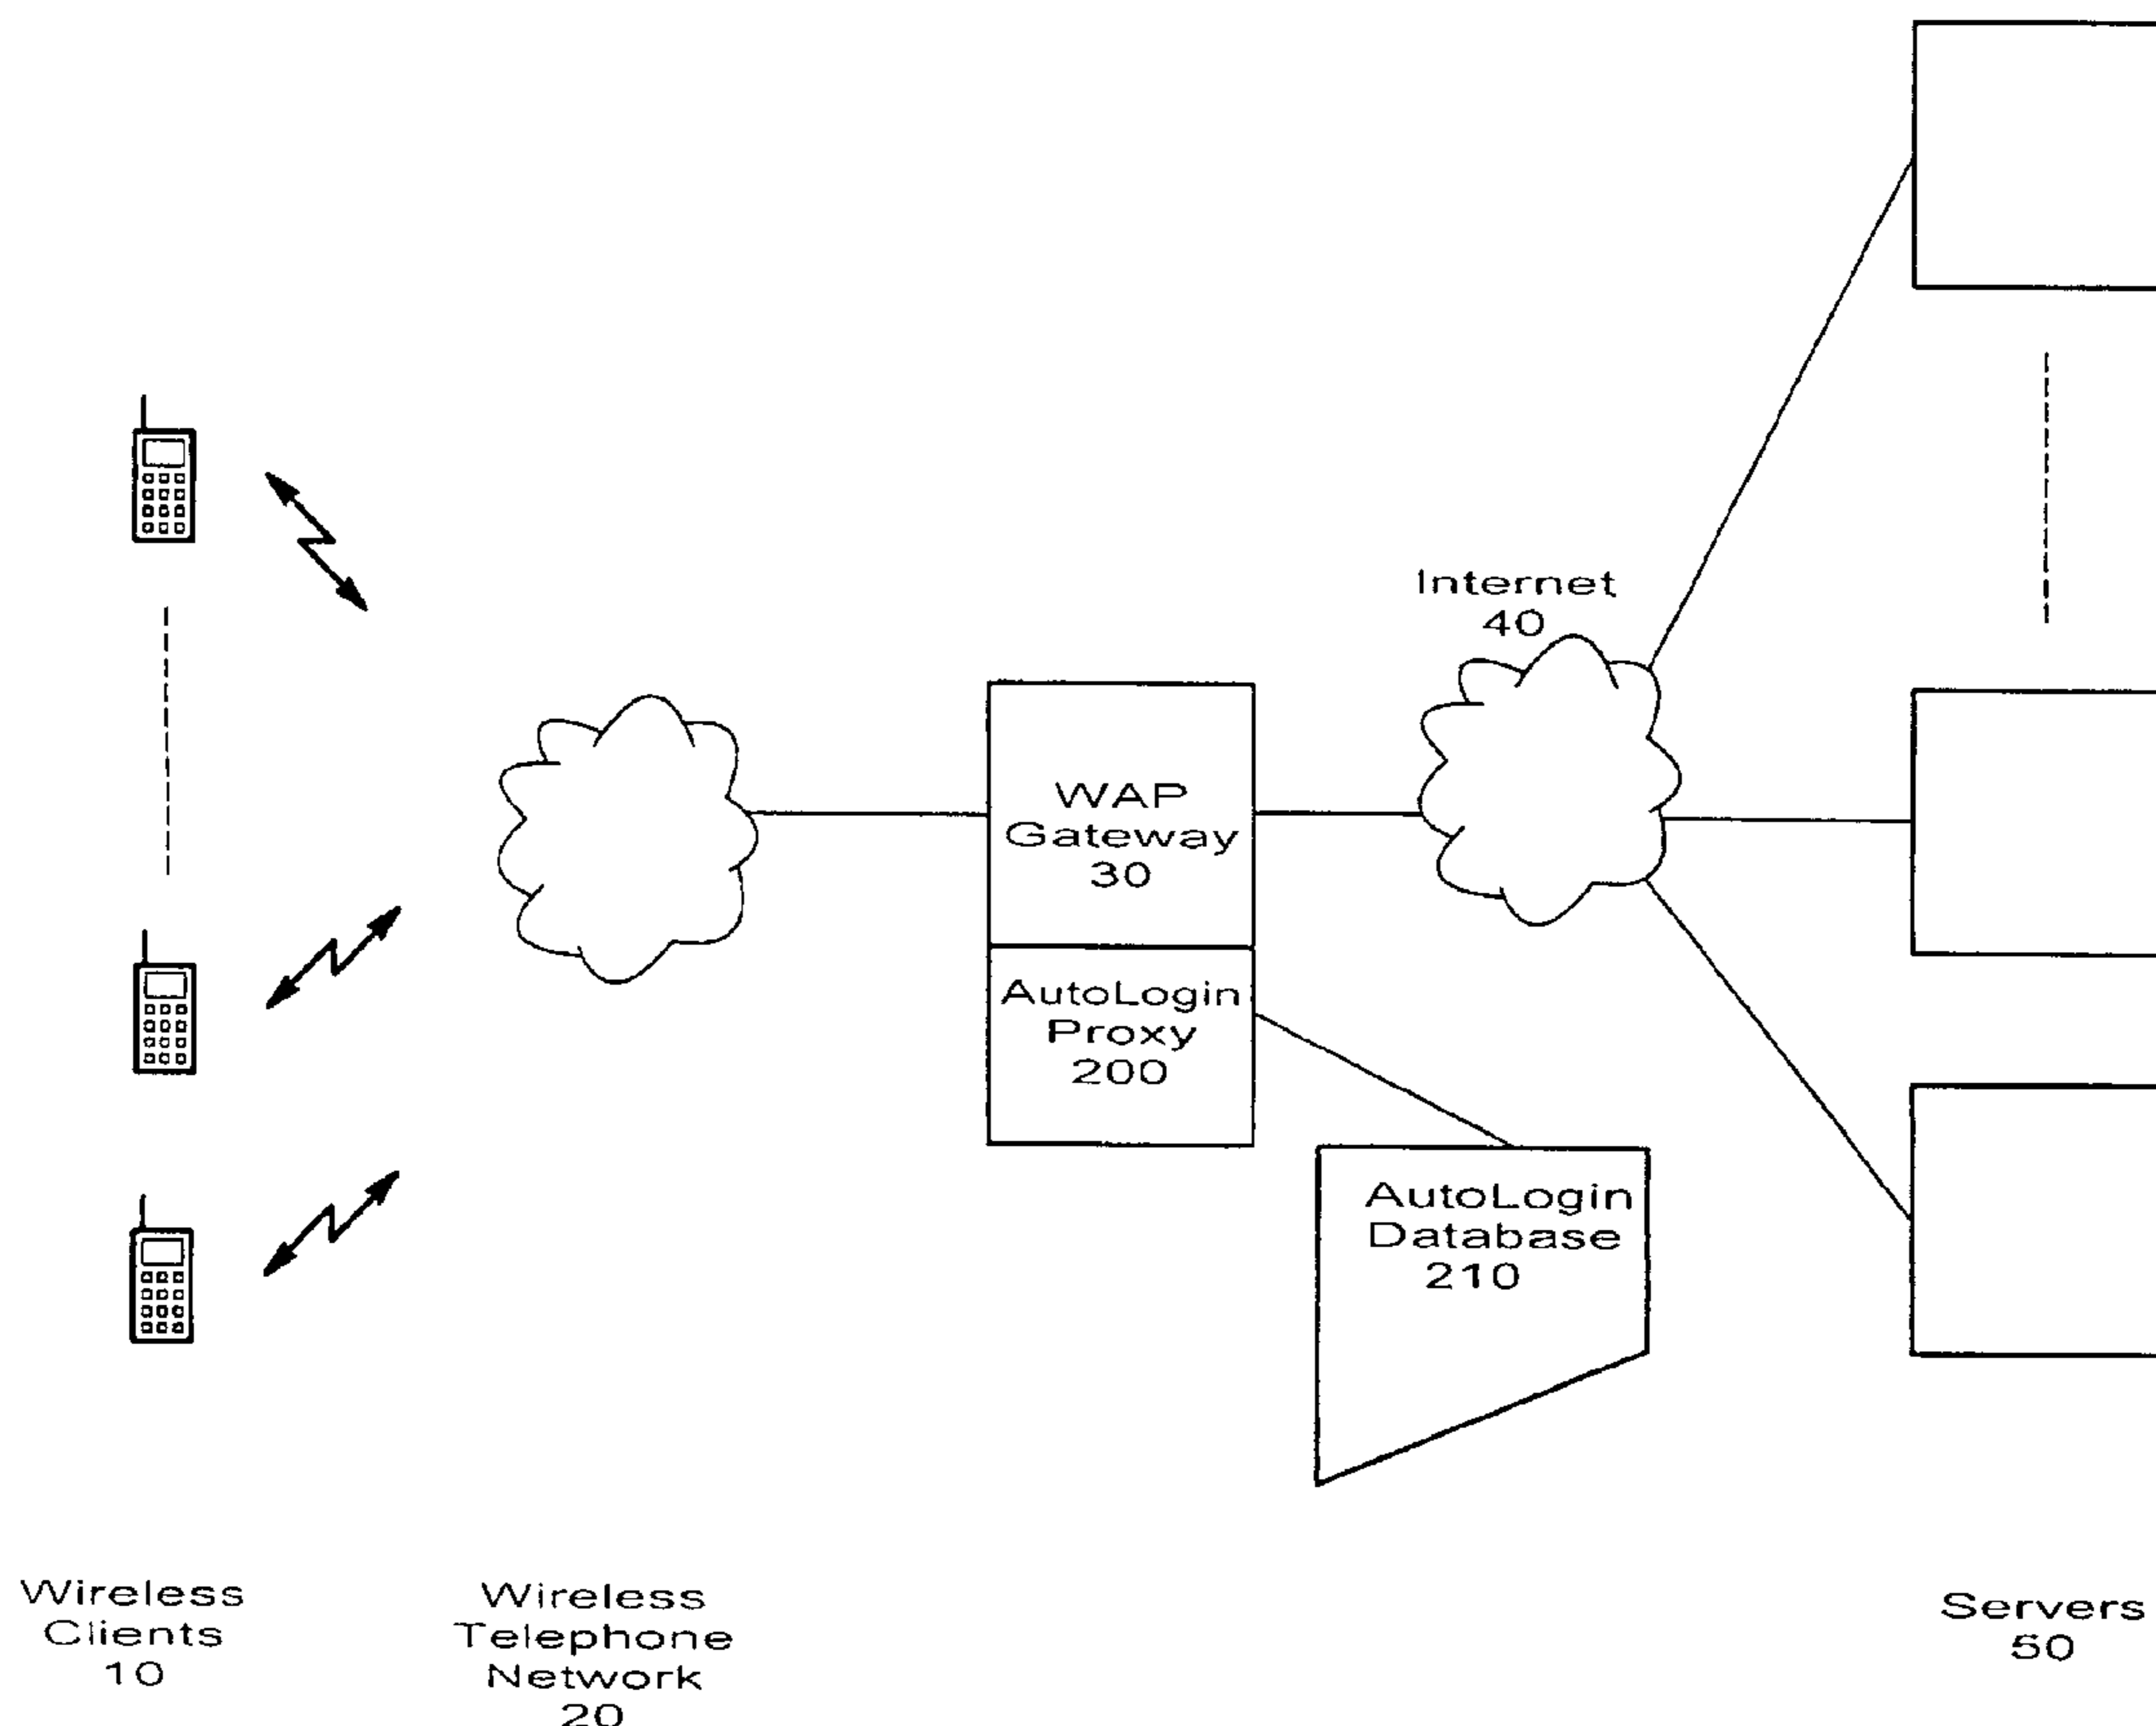 Internet
40
WAP
Gateway
30
AutoLogin
Proxy
200
AutoLogin
Database
210
Wireless
Clients
10
Wireless
Telephone
Network
20
Servers
50